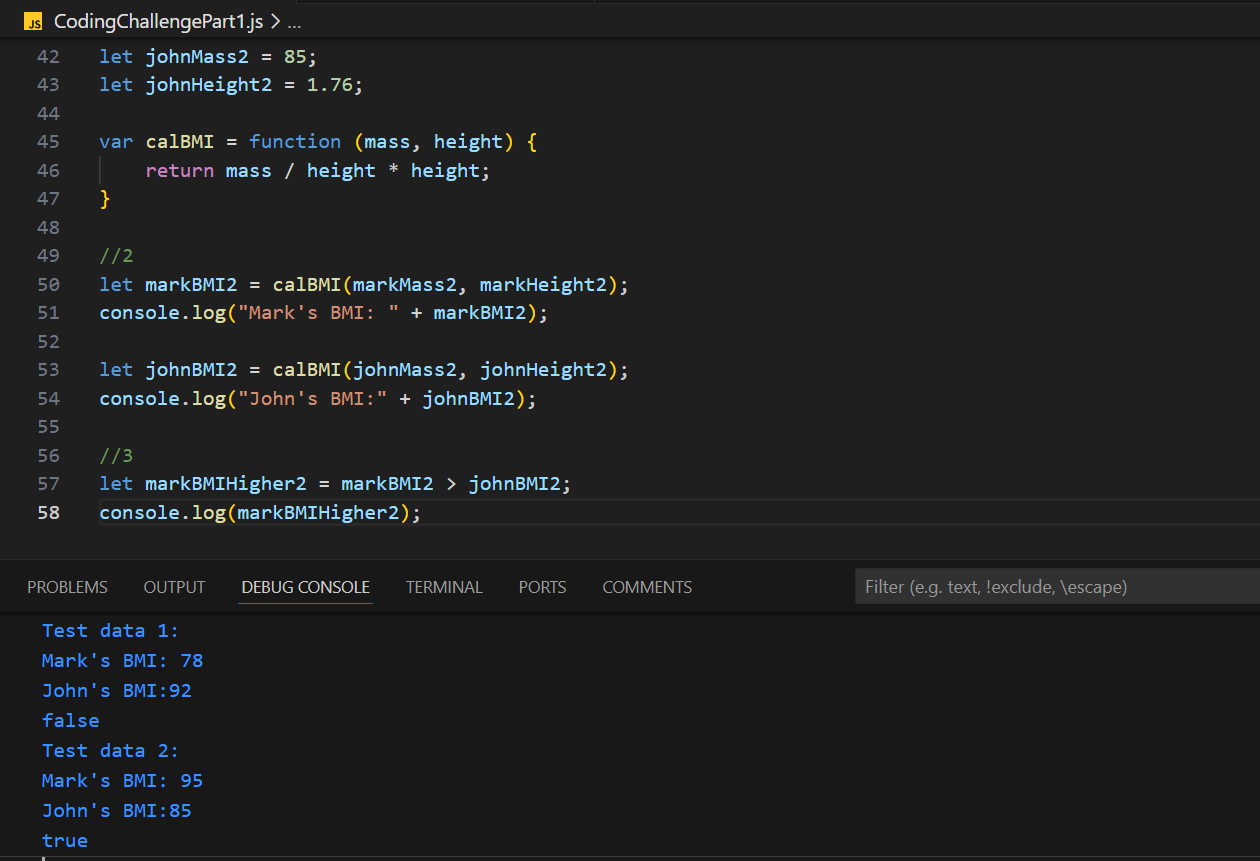 JS CodingChallengePart1.js > ...
42 let johnMass2 = 85;
43 let johnHeight2 = 1.76;
44
45 var calBMI = function (mass, height) {
46 return mass / height * height;
47 }
48
49 //2
50 let markBMI2 = calBMI(markMass2, markHeight2);
51 console.log("Mark's BMI: " + markBMI2);
52
53 let johnBMI2 = calBMI(johnMass2, johnHeight2);
54 console.log("John's BMI:" + johnBMI2);
55
56 //3
57 let markBMIHigher2 = markBMI2 > johnBMI2;
58 console.log(markBMIHigher2);
PROBLEMS OUTPUT DEBUG CONSOLE TERMINAL PORTS COMMENTS Filter (e.g. text, !exclude, \escape)
Test data 1:
Mark's BMI: 78
John's BMI:92
false
Test data 2:
Mark's BMI: 95
John's BMI:85
true